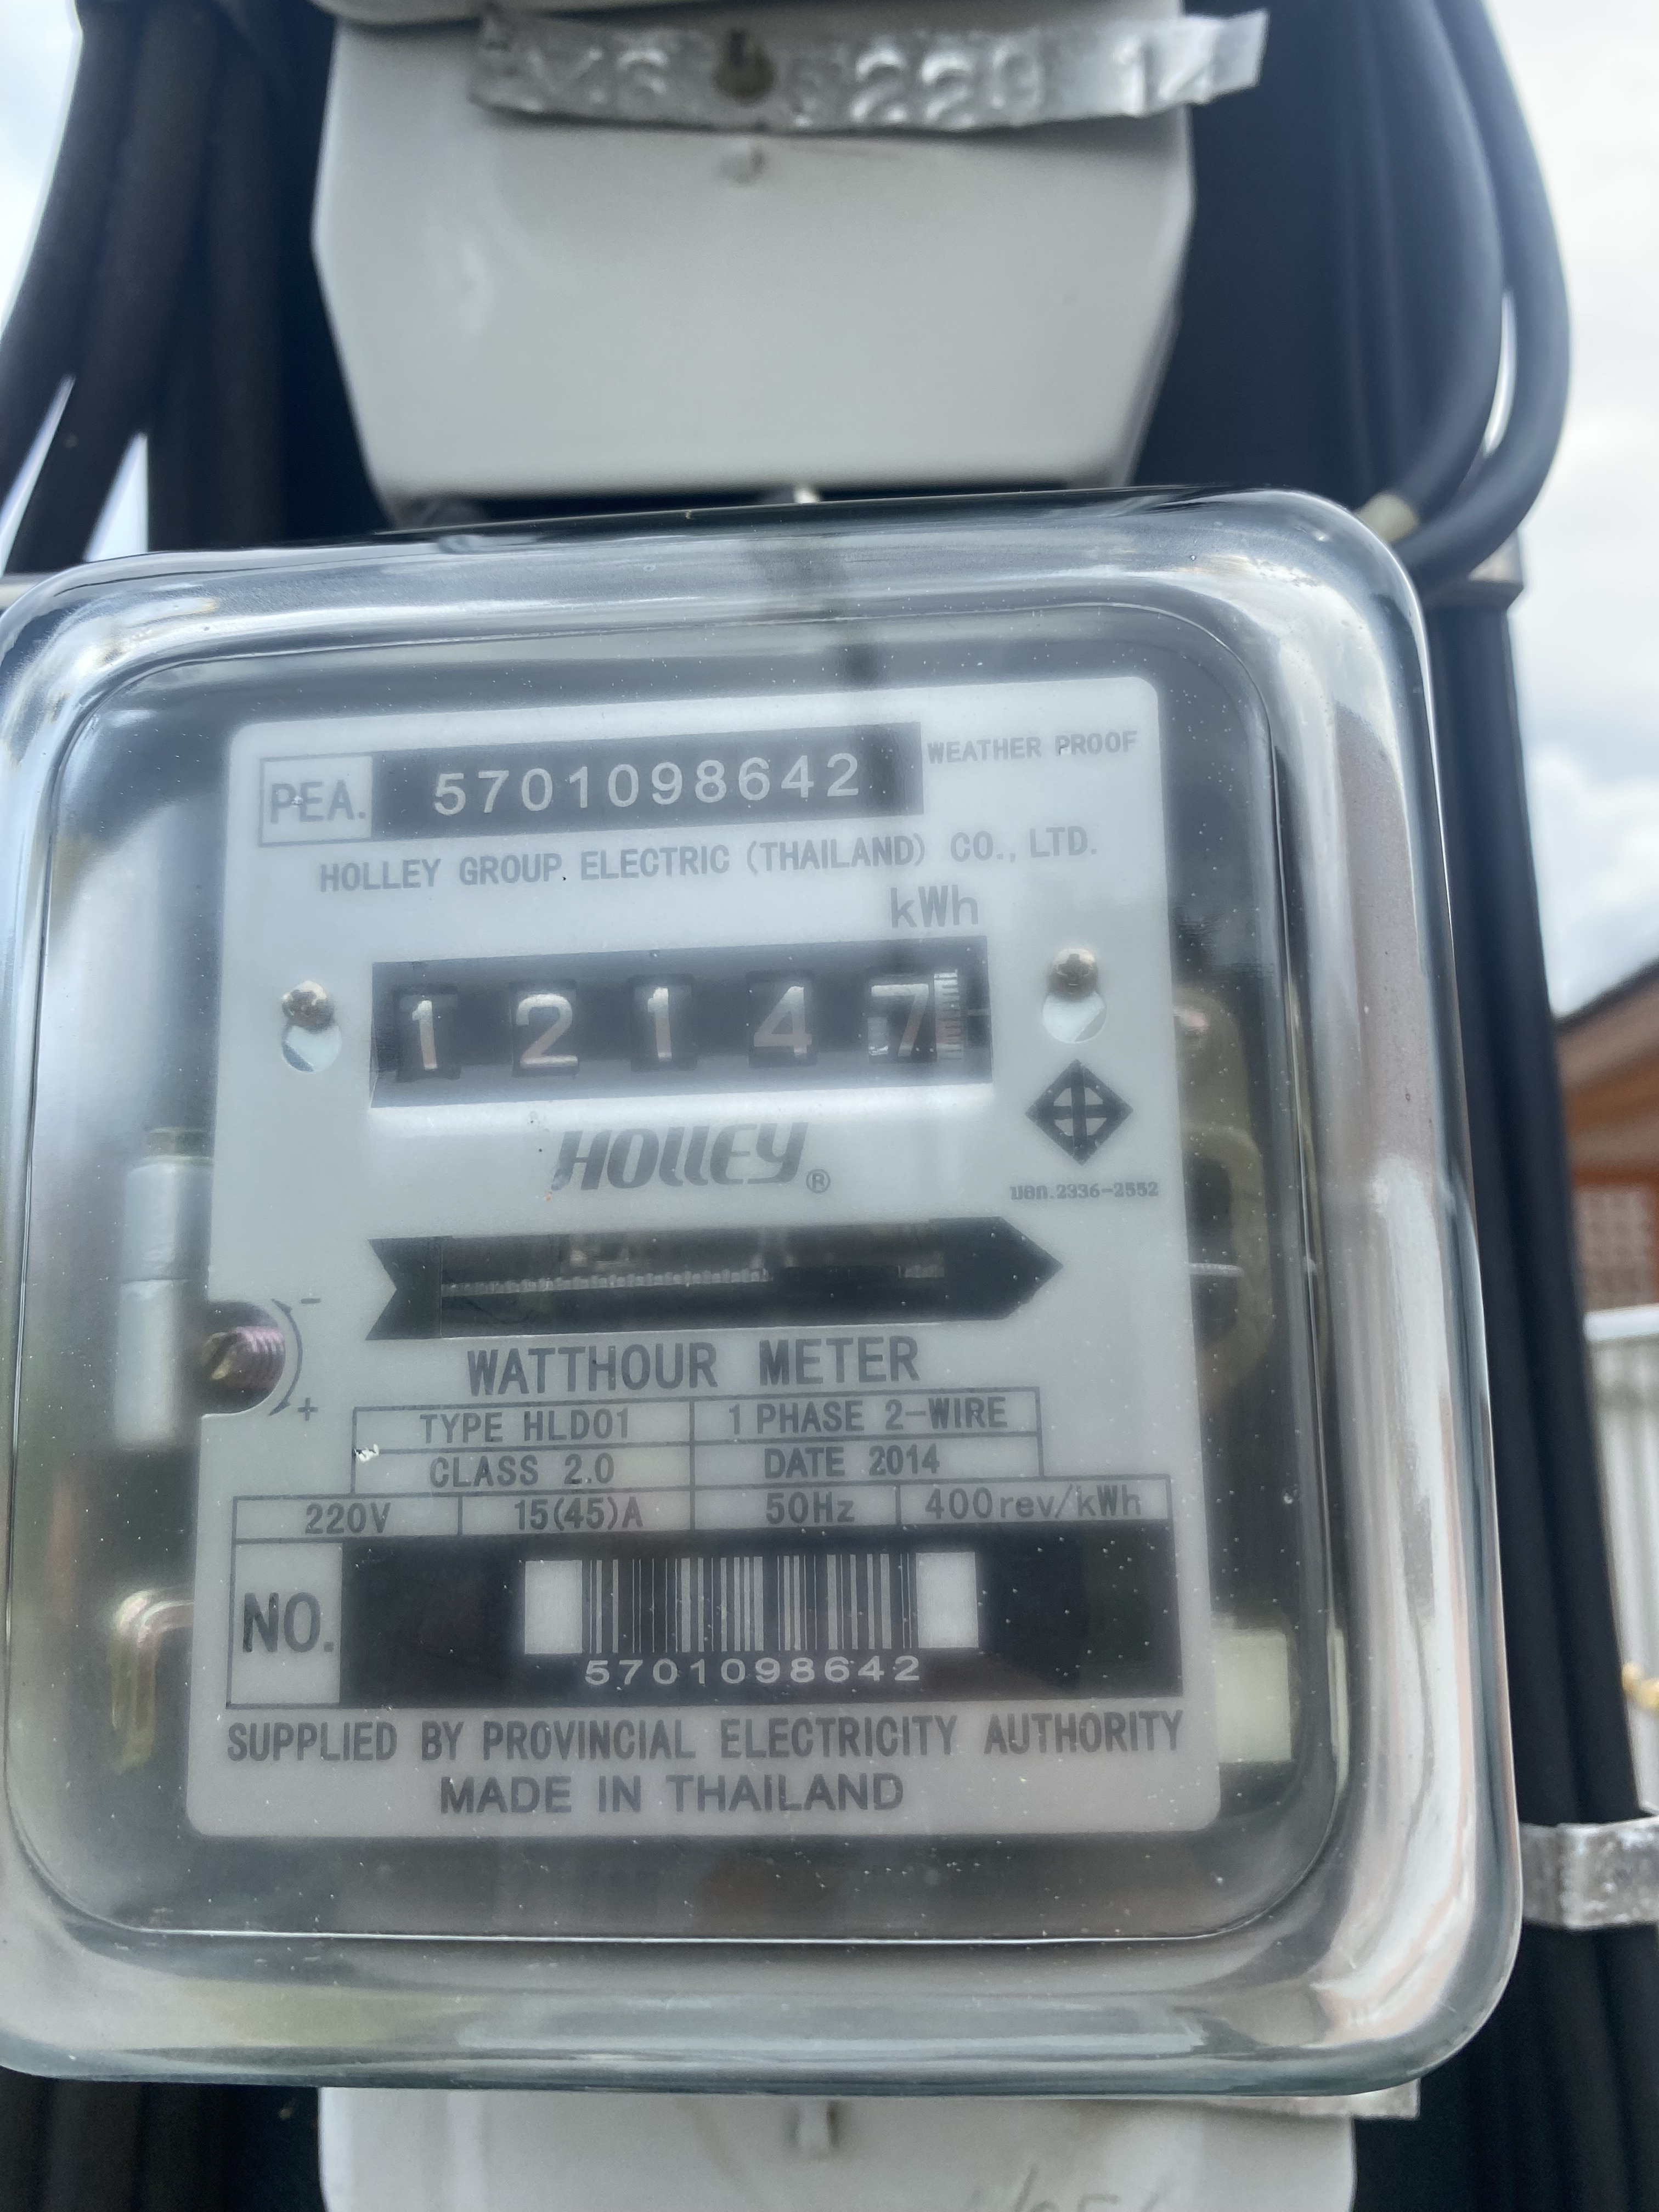 220 14
PEA. 5701098642 WEATHER PROOF
HOLLEY GROUP ELECTRIC (THAILAND) CO., LTD.
kWh
1 2 1 4 7
HOLLEY®
มอก.2336-2552
-
+
WATTHOUR METER
TYPE HLD01 1 PHASE 2-WIRE
CLASS 2.0 DATE 2014
220V 15(45)A 50Hz 400rev/kWh
NO.
5701098642
SUPPLIED BY PROVINCIAL ELECTRICITY AUTHORITY
MADE IN THAILAND